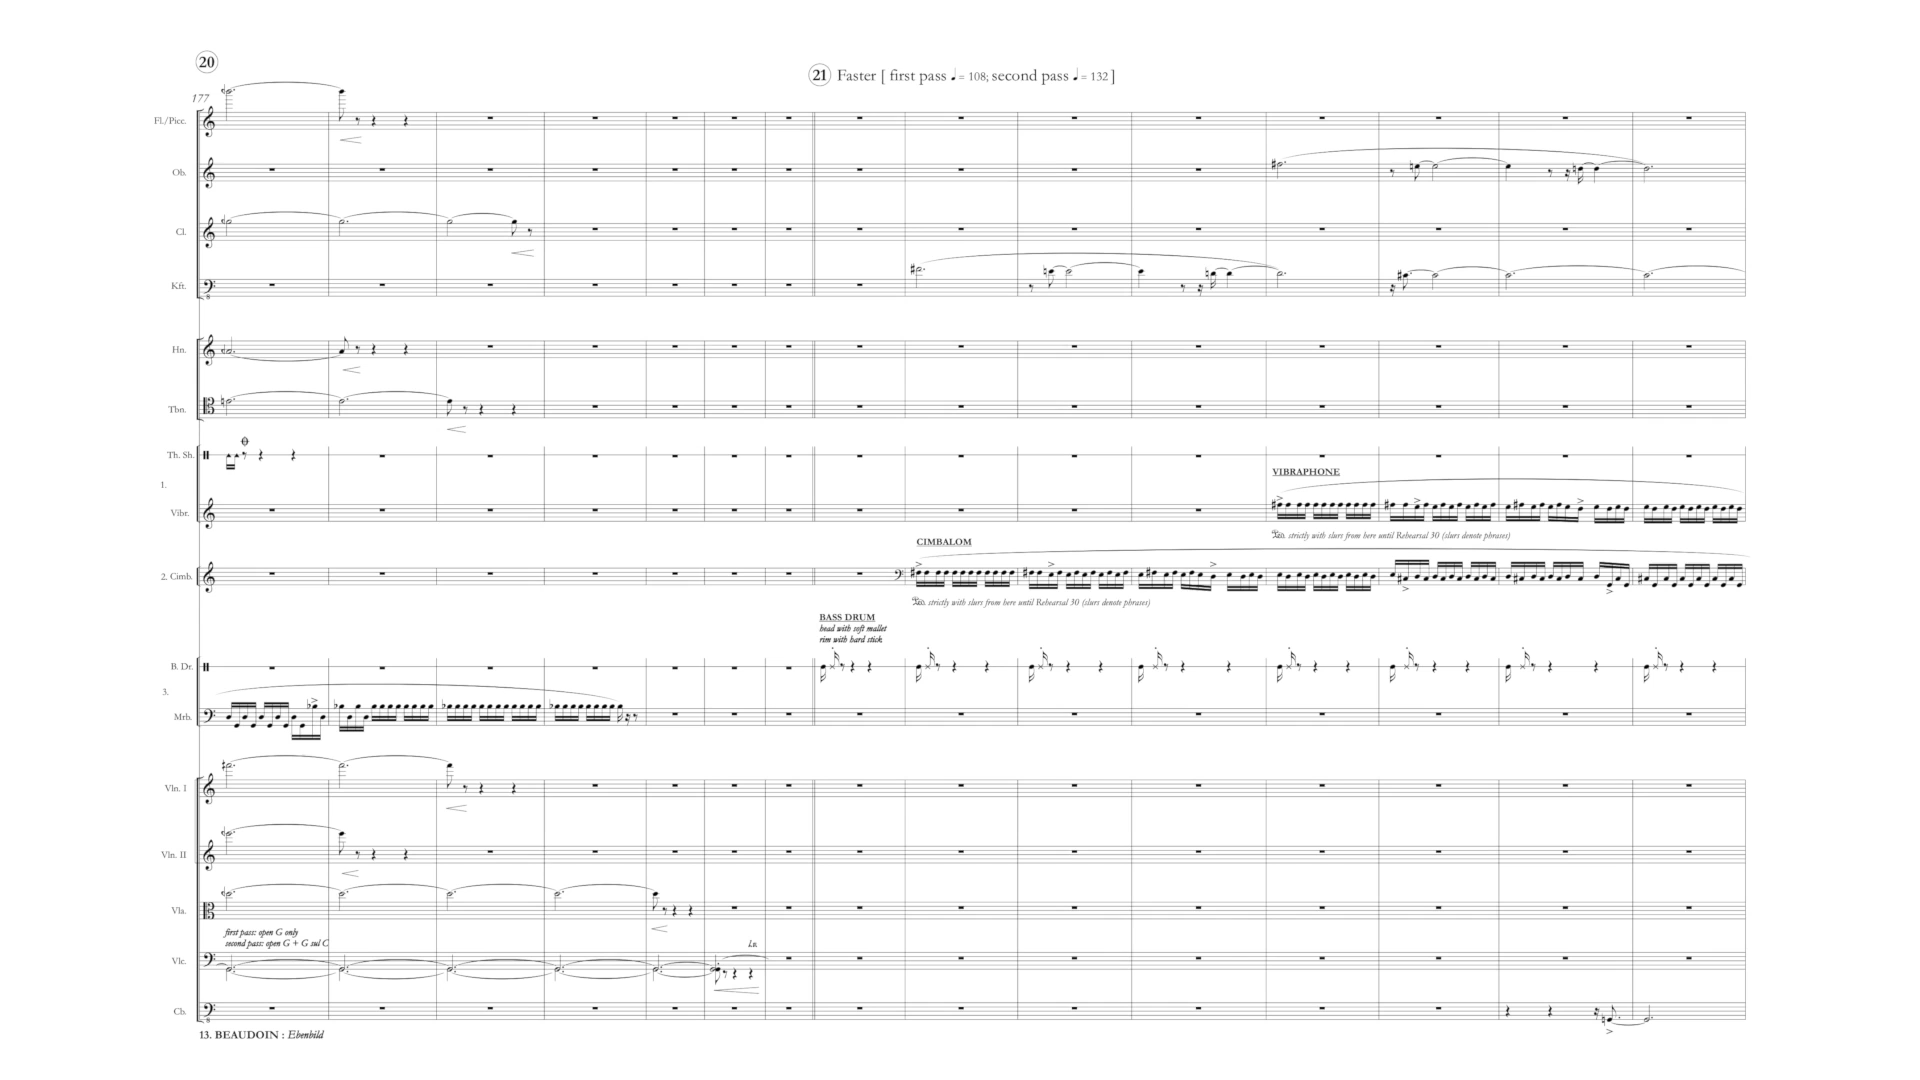 20
21 Faster [ first pass ♩ = 108; second pass ♩ = 132 ]
177
Fl./Picc.
Ob.
Cl.
Kft.
Hn.
Tbn.
Th. Sh.
VIBRAPHONE
1.
Vibr.
℘ed. strictly with slurs from here until Rehearsal 30 (slurs denote phrases)
CIMBALOM
2. Cimb.
℘ed. strictly with slurs from here until Rehearsal 30 (slurs denote phrases)
BASS DRUM
head with soft mallet
rim with hard stick
B. Dr.
3.
Mrb.
Vln. I
Vln. II
Vla.
first pass: open G only
second pass: open G + G sul C
l.v.
Vlc.
Cb.
13. BEAUDOIN : Ebenbild